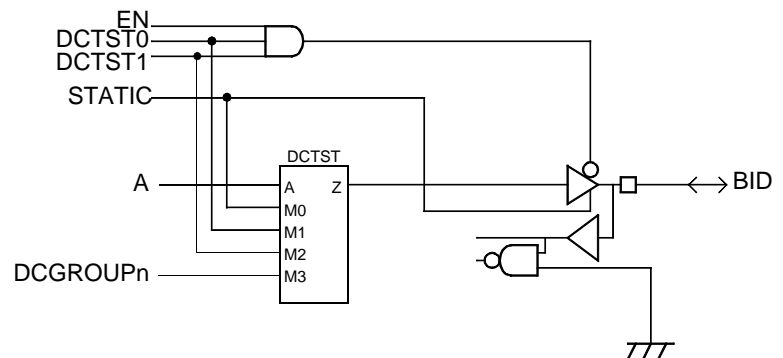 EN
DCTST0
DCTST1
STATIC
DCTST
A
A Z
BID
M0
M1
M2
DCGROUPn
M3